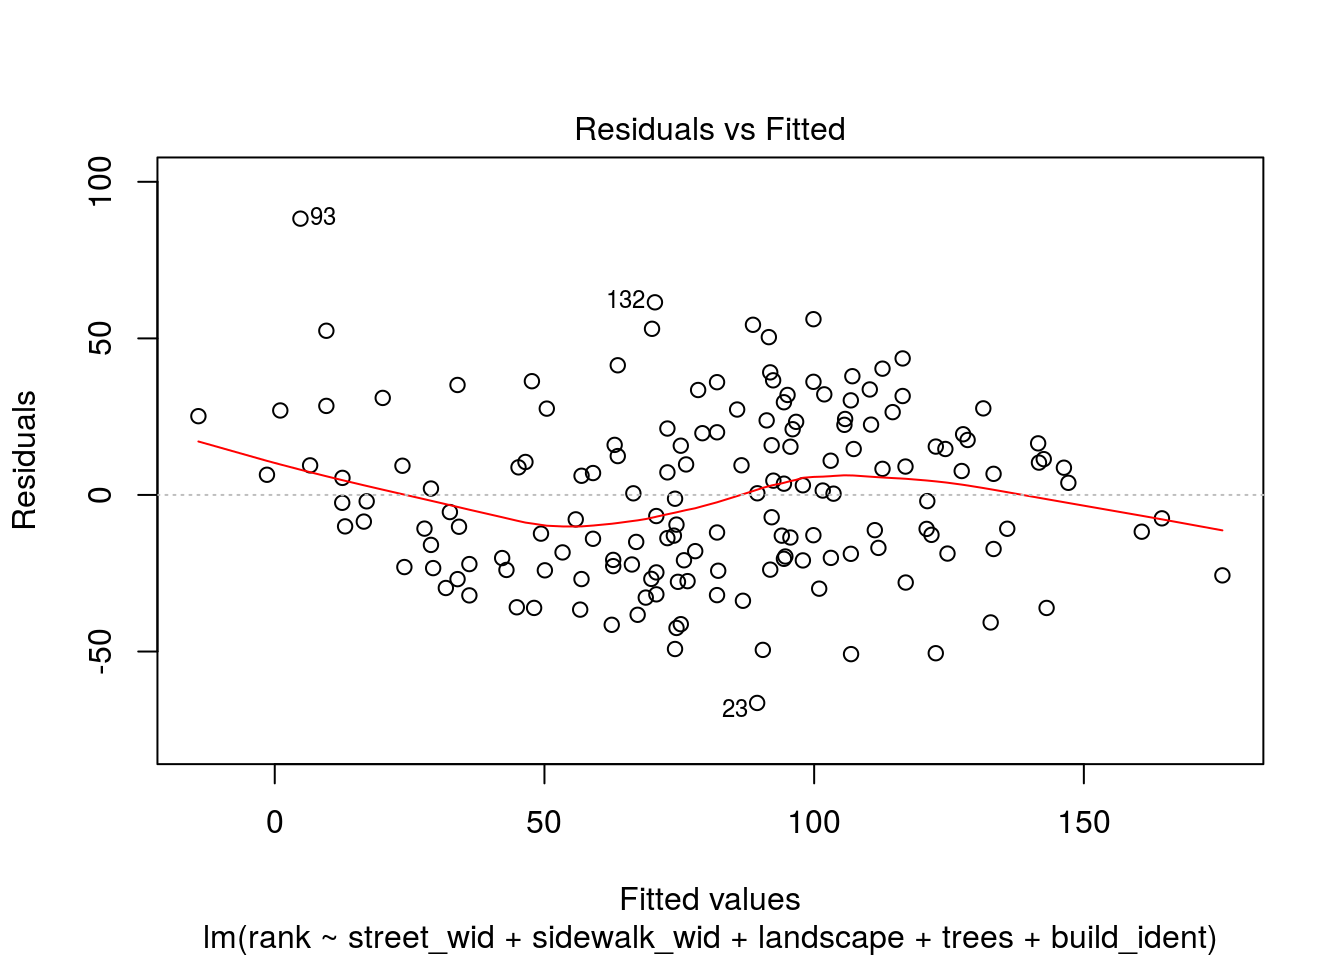 Residuals vs Fitted
Residuals
100
50
0
-50
93
132
23
0 50 100 150
Fitted values
lm(rank ~ street_wid + sidewalk_wid + landscape + trees + build_ident)